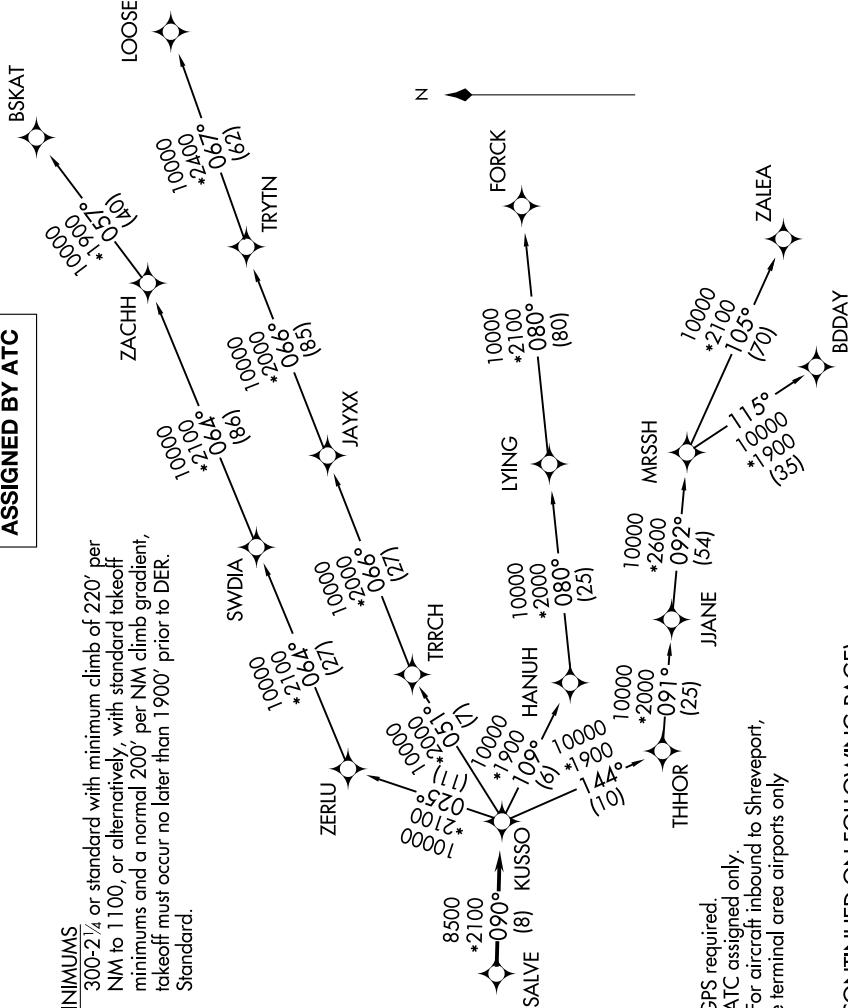 ASSIGNED BY ATC
NIMUMS
300-2¼ or standard with minimum climb of 220' per
NM to 1100, or alternatively, with standard takeoff
minimums and a normal 200' per NM climb gradient,
takeoff must occur no later than 1900' prior to DER.
Standard.
BSKAT
10000
*1900
057°
(40)
ZACHH
10000
*2100
064°
(86)
SWDIA
10000
*2100
064°
(27)
ZERLU
10000
*2100
025°
(11)
LOOSE
10000
*2400
067°
(62)
TRYTN
10000
*2000
066°
(85)
JAYXX
10000
*2000
066°
(27)
TRRCH
10000
*2000
051°
(7)
N
FORCK
10000
*2100
080°
(80)
LYING
10000
*2000
080°
(25)
HANUH
10000
*1900
109°
(6)
8500
*2100
090°
(8)
SALVE
KUSSO
10000
*1900
144°
(10)
THHOR
10000
*2000
091°
(25)
JJANE
10000
*2600
092°
(54)
MRSSH
10000
*2100
105°
(70)
ZALEA
115°
10000
*1900
(35)
BDDAY
GPS required.
ATC assigned only.
For aircraft inbound to Shreveport,
e terminal area airports only
ONTINUED ON FOLLOWING PAGE)